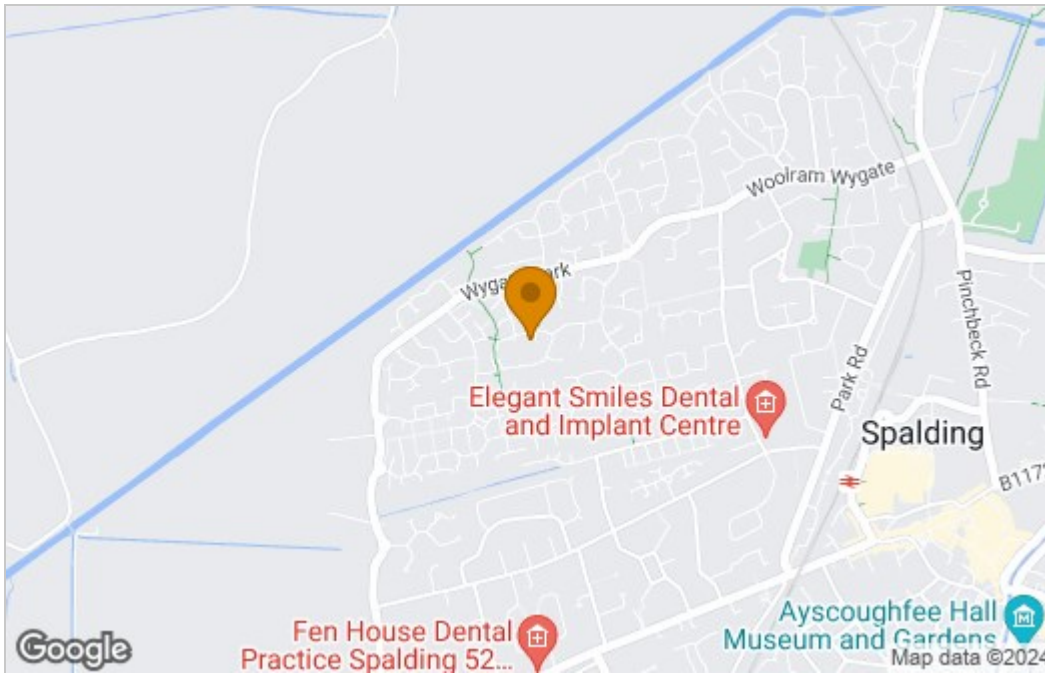 Woolram Wygate
Pinchbeck Rd
Park Rd
Elegant Smiles Dental
and Implant Centre
Spalding
Fen House Dental
Practice Spalding 52...
Ayscoughfee Hall
Museum and Gardens
Google
Map data ©2024